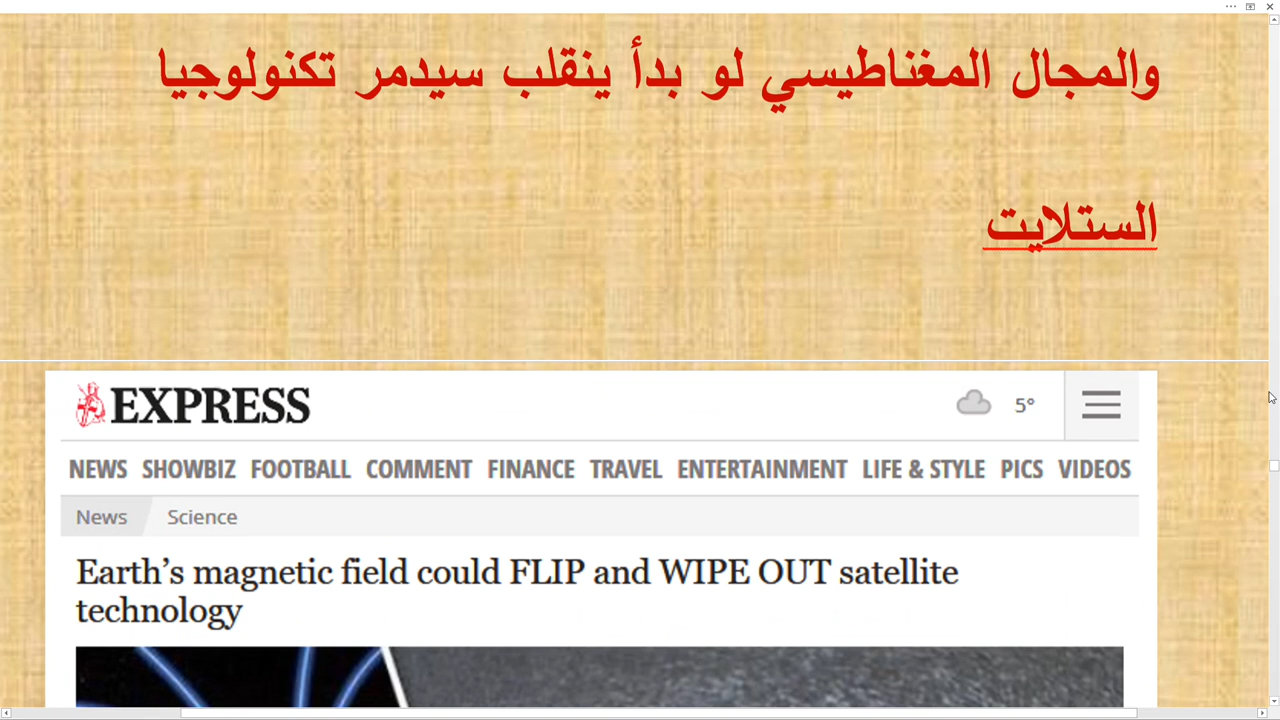 والمجال المغناطيسي لو بدأ ينقلب سيدمر تكنولوجيا
الستلايت
EXPRESS
5°
NEWS SHOWBIZ FOOTBALL COMMENT FINANCE TRAVEL ENTERTAINMENT LIFE & STYLE PICS VIDEOS
News Science
Earth’s magnetic field could FLIP and WIPE OUT satellite
technology